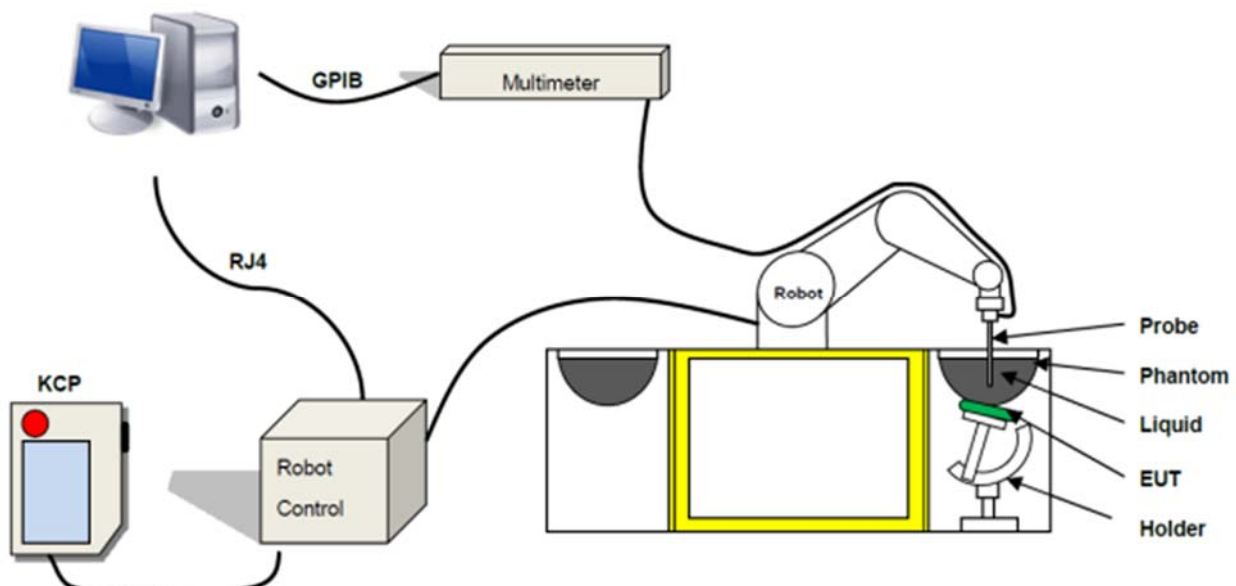 GPIB
Multimeter
RJ4
Robot
Probe
Phantom
Liquid
EUT
Holder
KCP
Robot
Control